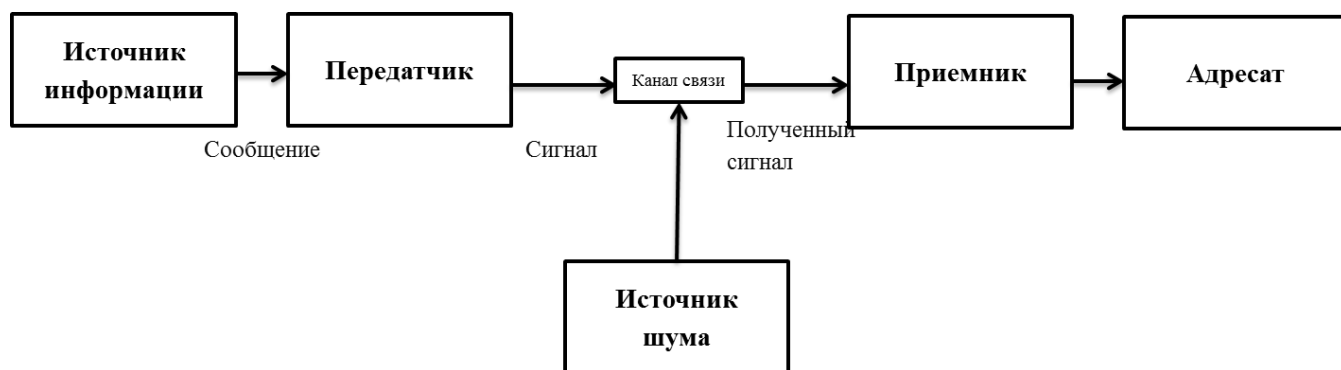 Источник
информации
Передатчик
Канал связи
Приемник
Адресат
Сообщение
Сигнал
Полученный
сигнал
Источник
шума